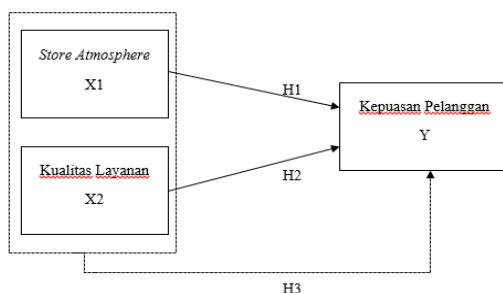 Store Atmosphere
X1
H1
Kepuasan Pelanggan
Y
Kualitas Layanan
X2
H2
H3